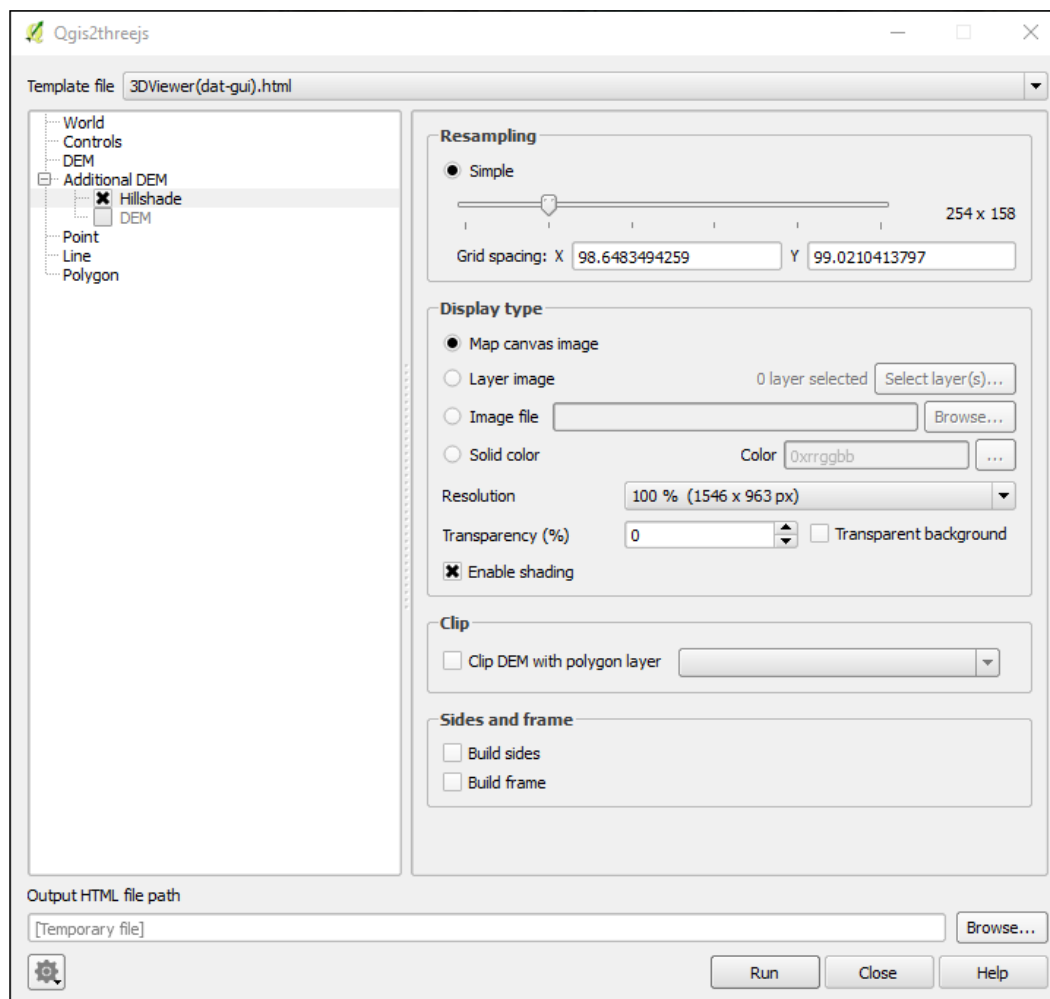 Qgis2threejs
Template file 3DViewer(dat-gui).html
World
Controls
DEM
Additional DEM
Hillshade
DEM
Point
Line
Polygon
Resampling
Simple
254 x 158
Grid spacing: X 98.6483494259 Y 99.0210413797
Display type
Map canvas image
Layer image 0 layer selected Select layer(s)...
Image file Browse...
Solid color Color 0xrrggbb ...
Resolution 100 % (1546 x 963 px)
Transparency (%) 0 Transparent background
Enable shading
Clip
Clip DEM with polygon layer
Sides and frame
Build sides
Build frame
Output HTML file path
[Temporary file] Browse...
Run Close Help